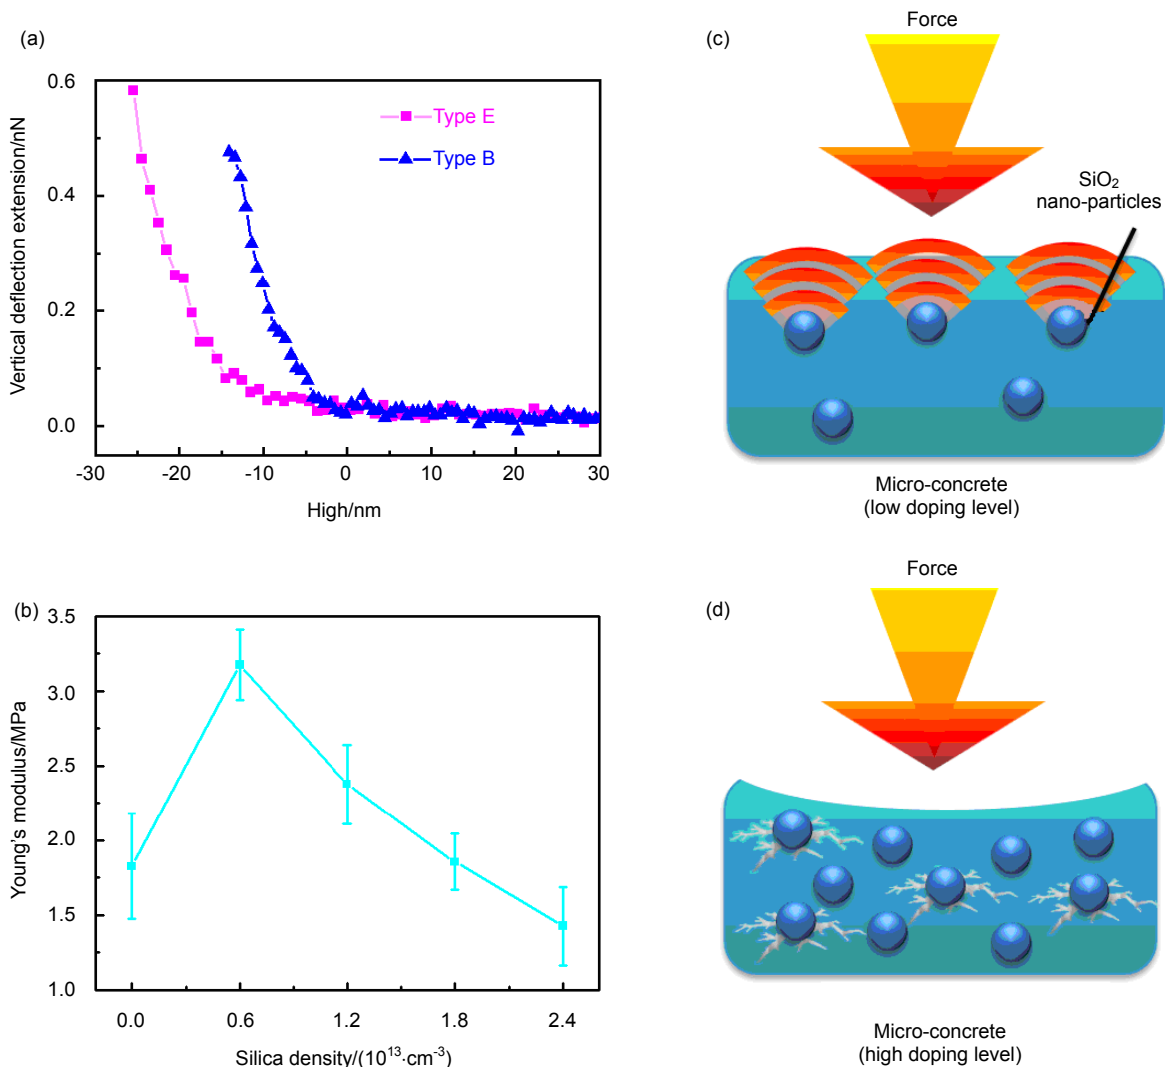 (a)
0.6
0.4
0.2
0.0
-30
-20
-10
0
10
20
30
Vertical deflection extension/nN
High/nm
Type E
Type B
(b)
3.5
3.0
2.5
2.0
1.5
1.0
0.0
0.6
1.2
1.8
2.4
Young's modulus/MPa
Silica density/(10¹³·cm⁻³)
(c)
Force
SiO₂
nano-particles
Micro-concrete
(low doping level)
(d)
Force
Micro-concrete
(high doping level)